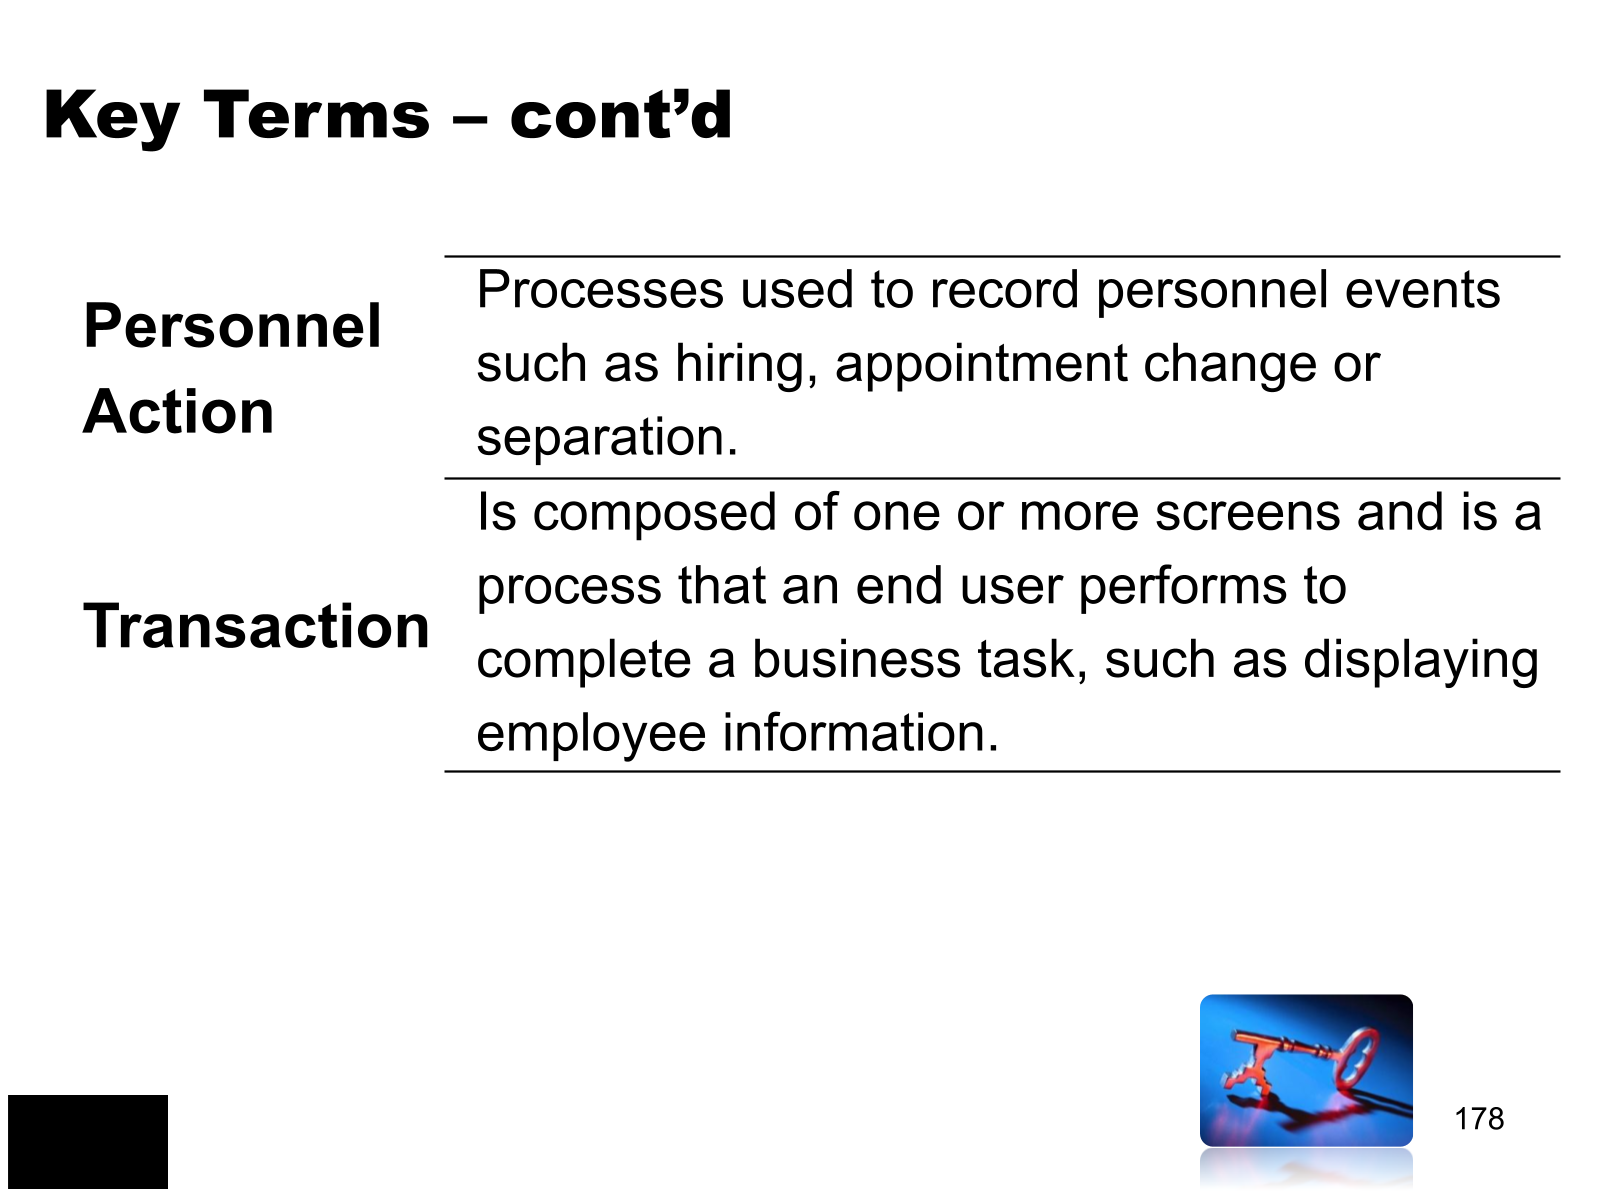 Key Terms – cont’d
Personnel
Action
Processes used to record personnel events
such as hiring, appointment change or
separation.
Transaction
Is composed of one or more screens and is a
process that an end user performs to
complete a business task, such as displaying
employee information.
178